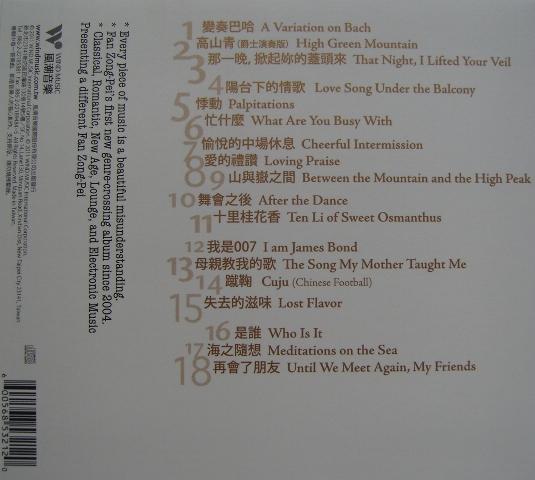 1 變奏巴哈 A Variation on Bach
2 高山青(爵士演奏版) High Green Mountain
3 那一晚, 掀起妳的蓋頭來 That Night, I Lifted Your Veil
4 陽台下的情歌 Love Song Under the Balcony
5 悸動 Palpitations
6 忙什麼 What Are You Busy With
7 愉悅的中場休息 Cheerful Intermission
8 愛的禮讚 Loving Praise
9 山與嶽之間 Between the Mountain and the High Peak
10 舞會之後 After the Dance
11 十里桂花香 Ten Li of Sweet Osmanthus
12 我是007 I am James Bond
13 母親教我的歌 The Song My Mother Taught Me
14 蹴鞠 Cuju (Chinese Football)
15 失去的滋味 Lost Flavor
16 是誰 Who Is It
17 海之隨想 Meditations on the Sea
18 再會了朋友 Until We Meet Again, My Friends
* Every piece of music is a beautiful misunderstanding.
* Fan Zong-Pei's first new genre-crossing album since 2004.
* Classical, Romantic, New Age, Lounge, and Electronic Music
Presenting a different Fan Zong-Pei
WIND MUSIC
風潮音樂
www.windmusic.com.tw
6 00568 53212 0